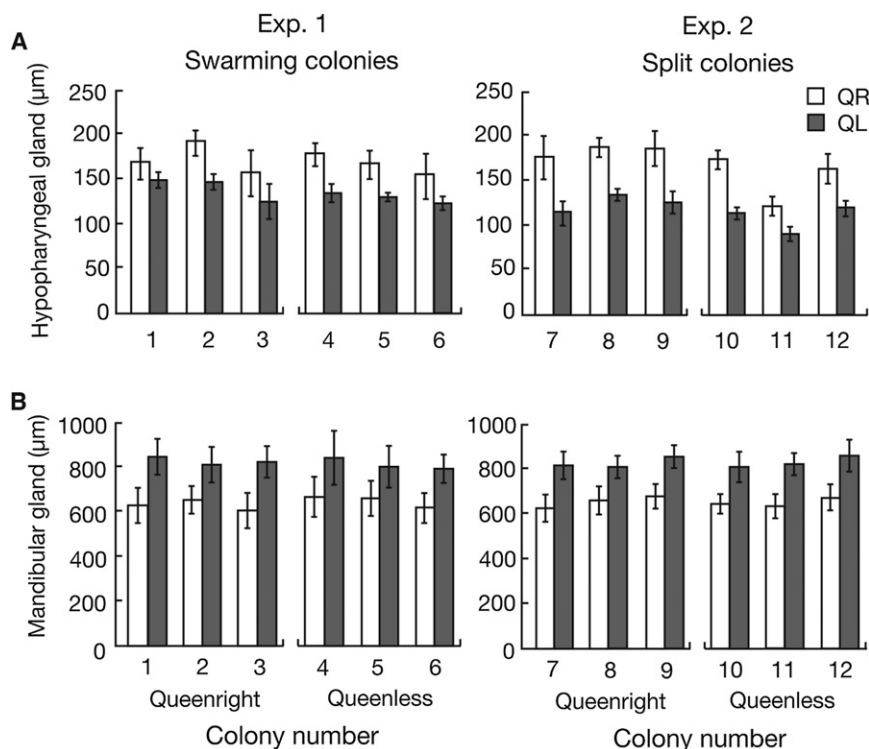 Exp. 1
Exp. 2
A
Swarming colonies
Split colonies
Hypopharyngeal gland (µm)
250
200
150
100
50
0
1 2 3 4 5 6
250
200
150
100
50
0
7 8 9 10 11 12
QR
QL
B
Mandibular gland (µm)
1000
800
600
400
200
0
1 2 3 4 5 6
Queenright Queenless
Colony number
1000
800
600
400
200
0
7 8 9 10 11 12
Queenright Queenless
Colony number